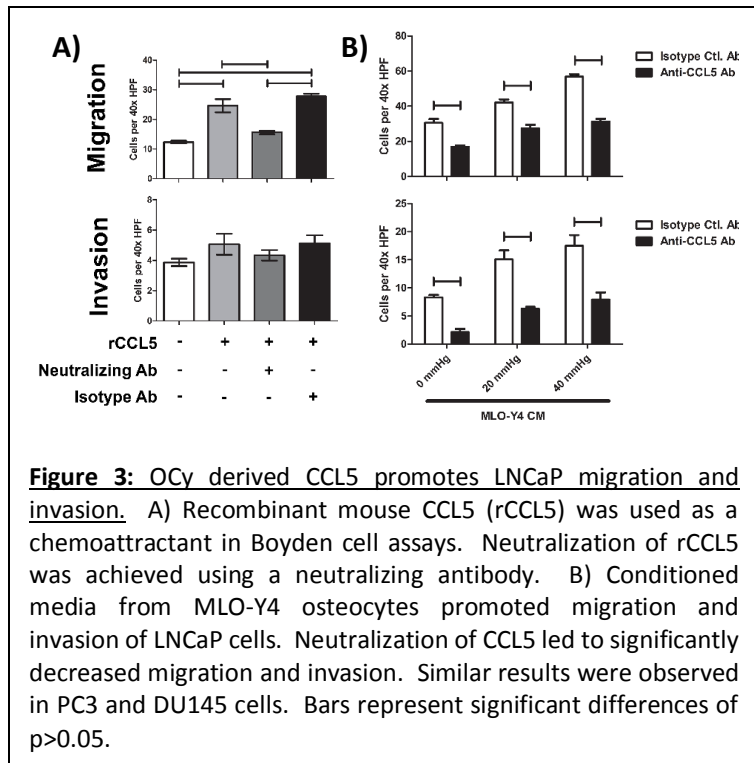 A)
Migration
Cells per 40x HPF
40
30
20
10
0
Invasion
Cells per 40x HPF
6
4
2
0
rCCL5 - + + +
Neutralizing Ab - - + -
Isotype Ab - - - +
B)
Isotype Ctl. Ab
Anti-CCL5 Ab
Cells per 40x HPF
80
60
40
20
0
Isotype Ctl. Ab
Anti-CCL5 Ab
Cells per 40x HPF
25
20
15
10
5
0
0 mmHg
20 mmHg
40 mmHg
MLO-Y4 CM
Figure 3: OCy derived CCL5 promotes LNCaP migration and
invasion. A) Recombinant mouse CCL5 (rCCL5) was used as a
chemoattractant in Boyden cell assays. Neutralization of rCCL5
was achieved using a neutralizing antibody. B) Conditioned
media from MLO-Y4 osteocytes promoted migration and
invasion of LNCaP cells. Neutralization of CCL5 led to significantly
decreased migration and invasion. Similar results were observed
in PC3 and DU145 cells. Bars represent significant differences of
p>0.05.